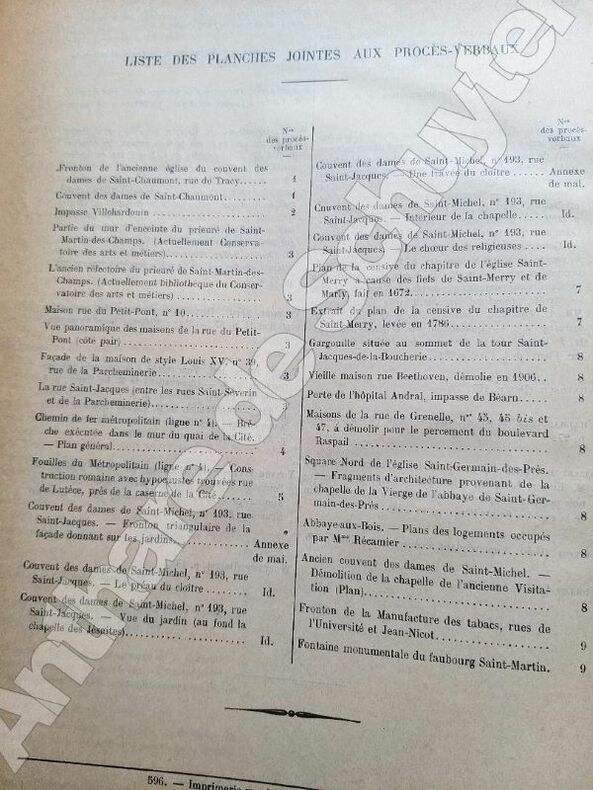 LISTE DES PLANCHES JOINTES AUX PROCÈS-VERBAUX
Nos
des procès-
verbaux
Fronton de l'ancienne église du couvent des
dames de Saint-Chaumont, rue de Tracy...... 1
Couvent des dames de Saint-Chaumont........ 1
Impasse Villehardouin........ 2
Partie du mur d'enceinte du prieuré de Saint-
Martin-des-Champs. (Actuellement Conserva-
toire des arts et métiers)........ 3
L'ancien réfectoire du prieuré de Saint-Martin-des-
Champs. (Actuellement bibliothèque du Conser-
vatoire des arts et métiers)........ 3
Maison rue du Petit-Pont, n° 10........ 3
Vue panoramique des maisons de la rue du Petit-
Pont (côté pair)........ 3
Façade de la maison de style Louis XV, n° 39,
rue de la Parcheminerie........ 3
La rue Saint-Jacques (entre les rues Saint-Séverin
et de la Parcheminerie)........ 3
Chemin de fer métropolitain (ligne n° 4). — Brè-
che exécutée dans le mur du quai de la Cité.
— Plan général........ 4
Fouilles du Métropolitain (ligne n° 4). — Cons-
truction romaine avec hypocaustes trouvées rue
de Lutèce, près de la caserne de la Cité........ 5
Couvent des dames de Saint-Michel, n° 193, rue
Saint-Jacques. — Fronton triangulaire de la
façade donnant sur les jardins........ Annexe
de mai.
Couvent des dames de Saint-Michel, n° 193, rue
Saint-Jacques. — Le préau du cloître........ Id.
Couvent des dames de Saint-Michel, n° 193, rue
Saint-Jacques. — Vue du jardin (au fond la
chapelle des Jésuites)........ Id.
Nos
des procès-
verbaux
Couvent des dames de Saint-Michel, n° 193, rue
Saint-Jacques. — Une travée du cloître........ Annexe
de mai.
Couvent des dames de Saint-Michel, n° 193, rue
Saint-Jacques. — Intérieur de la chapelle.... Id.
Couvent des dames de Saint-Michel, n° 193, rue
Saint-Jacques. — Le chœur des religieuses.... Id.
Plan de la censive du chapitre de l'église Saint-
Merry à cause des fiefs de Saint-Merry et de
Marly, fait en 1672........ 7
Extrait du plan de la censive du chapitre de
Saint-Merry, levée en 1786........ 7
Gargouille située au sommet de la tour Saint-
Jacques-de-la-Boucherie........ 8
Vieille maison rue Beethoven, démolie en 1906.. 8
Porte de l'hôpital Andral, impasse de Béarn.... 8
Maisons de la rue de Grenelle, nos 43, 45 bis et
47, à démolir pour le percement du boulevard
Raspail........ 8
Square Nord de l'église Saint-Germain-des-Prés.
— Fragments d'architecture provenant de la
chapelle de la Vierge de l'abbaye de Saint-Ger-
main-des-Prés........ 8
Abbaye-aux-Bois. — Plans des logements occupés
par Mme Récamier........ 8
Ancien couvent des dames de Saint-Michel. —
Démolition de la chapelle de l'ancienne Visita-
tion (Plan)........ 8
Fronton de la Manufacture des tabacs, rues de
l'Université et Jean-Nicot........ 9
Fontaine monumentale du faubourg Saint-Martin. 9
596. — Imprimerie
Armand de Schuyter